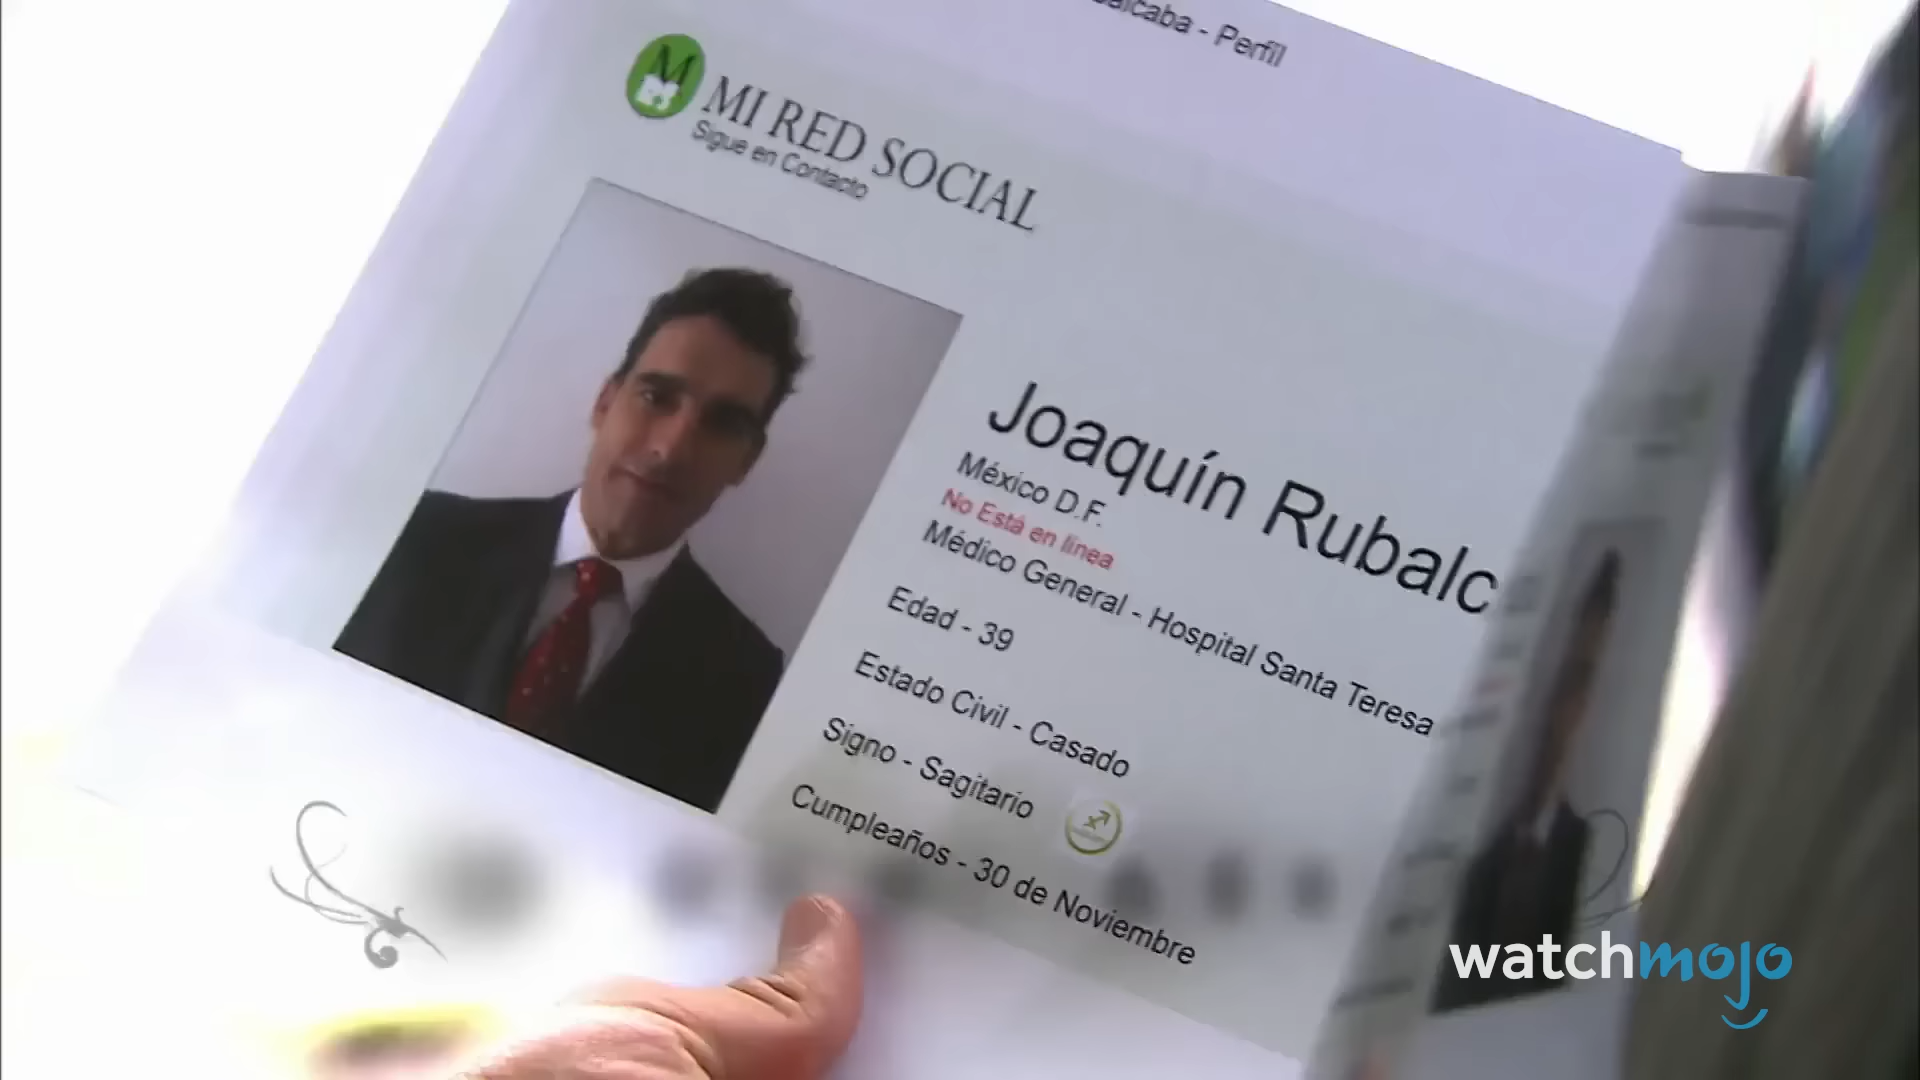 Perfil
M
MI RED SOCIAL
Sigue en Contacto
Joaquín Rubalc
México D.F.
No Está en línea
Médico General - Hospital Santa Teresa
Edad - 39
Estado Civil - Casado
Signo - Sagitario
Cumpleaños - 30 de Noviembre
watchmojo